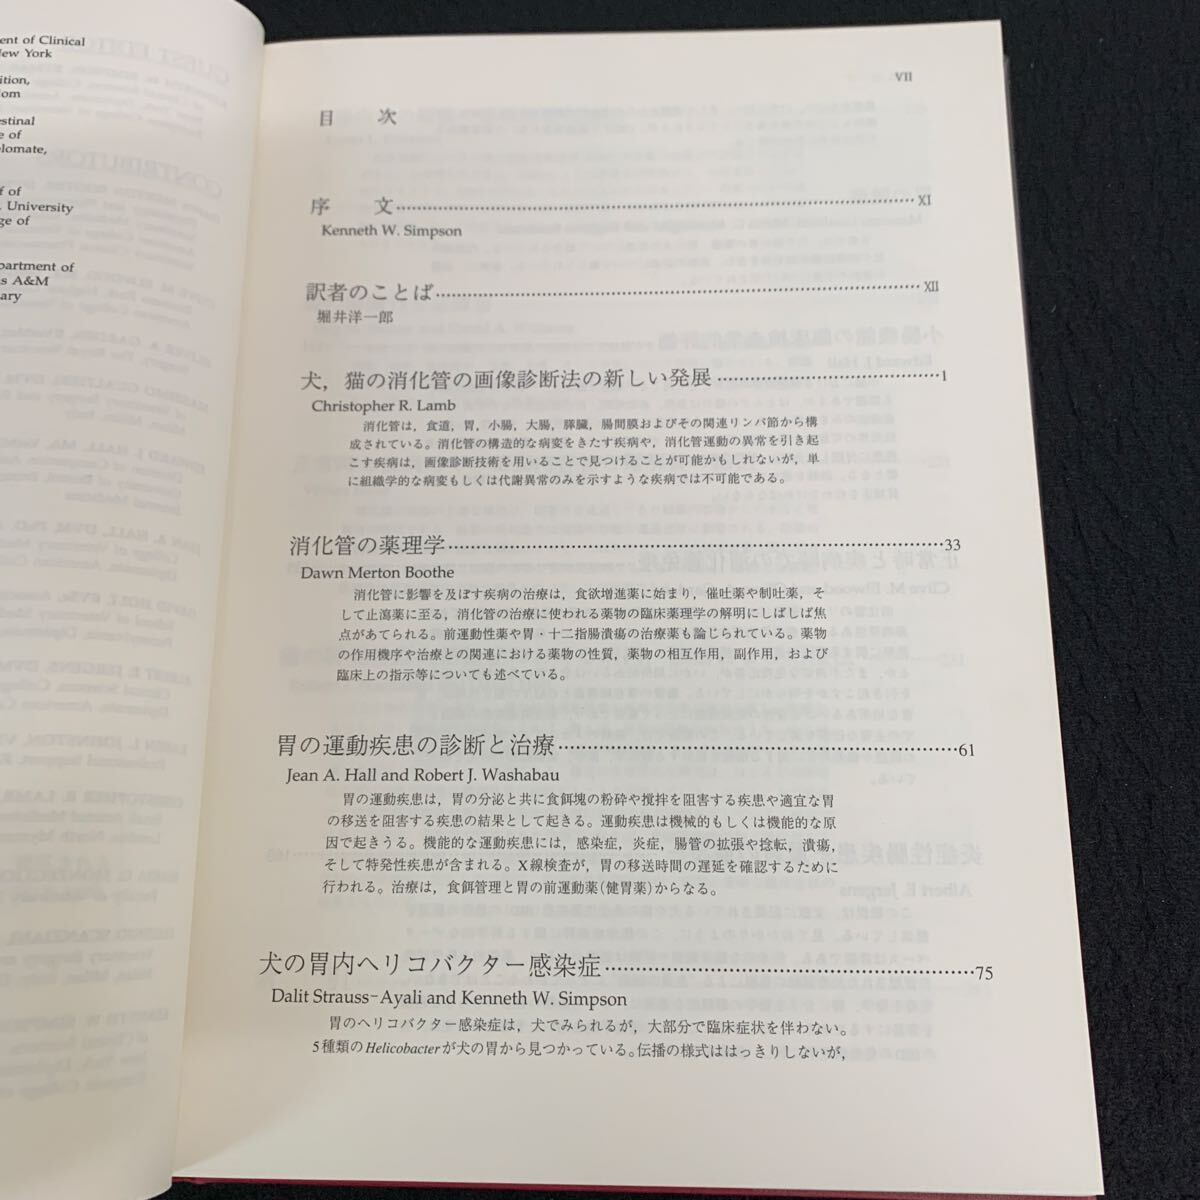 ent of Clinical
New York
ition,
dom
estinal
e of
plomate,
f of
. University
ge of
partment of
as A&M
nary
VII
目　次
序　文 XI
Kenneth W. Simpson
訳者のことば XII
堀井洋一郎
犬，猫の消化管の画像診断法の新しい発展 1
Christopher R. Lamb
消化管は，食道，胃，小腸，大腸，膵臓，腸間膜およびその関連リンパ節から構
成されている。消化管の構造的な病変をきたす疾病や，消化管運動の異常を引き起
こす疾病は，画像診断技術を用いることで見つけることが可能かもしれないが，単
に組織学的な病変もしくは代謝異常のみを示すような疾病では不可能である。
消化管の薬理学 33
Dawn Merton Boothe
消化管に影響を及ぼす疾病の治療は，食欲増進薬に始まり，催吐薬や制吐薬，そ
して止瀉薬に至る，消化管の治療に使われる薬物の臨床薬理学の解明にしばしば焦
点があてられる。前運動性薬や胃・十二指腸潰瘍の治療薬も論じられている。薬物
の作用機序や治療との関連における薬物の性質，薬物の相互作用，副作用，および
臨床上の指示等についても述べている。
胃の運動疾患の診断と治療 61
Jean A. Hall and Robert J. Washabau
胃の運動疾患は，胃の分泌と共に食餌塊の粉砕や撹拌を阻害する疾患や適宜な胃
の移送を阻害する疾患の結果として起きる。運動疾患は機械的もしくは機能的な原
因で起きうる。機能的な運動疾患には，感染症，炎症，腸管の拡張や捻転，潰瘍，
そして特発性疾患が含まれる。X線検査が，胃の移送時間の遅延を確認するために
行われる。治療は，食餌管理と胃の前運動薬（健胃薬）からなる。
犬の胃内ヘリコバクター感染症 75
Dalit Strauss-Ayali and Kenneth W. Simpson
胃のヘリコバクター感染症は，犬でみられるが，大部分で臨床症状を伴わない。
5種類のHelicobacterが犬の胃から見つかっている。伝播の様式ははっきりしないが，